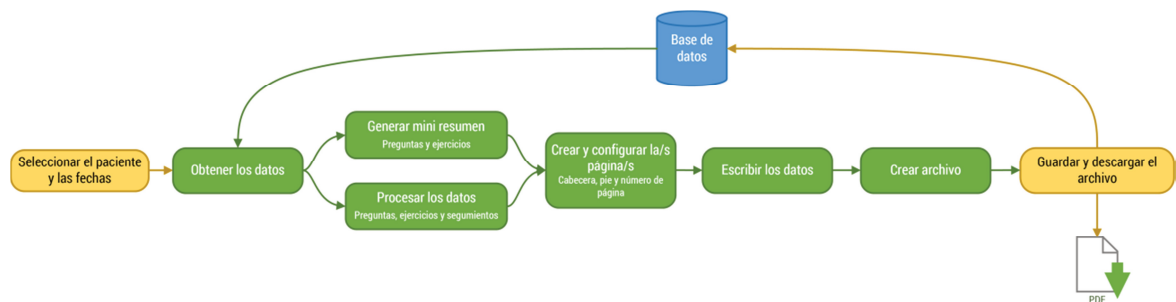 Base de
datos
Seleccionar el paciente
y las fechas
Obtener los datos
Generar mini resumen
Preguntas y ejercicios
Procesar los datos
Preguntas, ejercicios y segumientos
Crear y configurar la/s
página/s
Cabecera, pie y número de
página
Escribir los datos
Crear archivo
Guardar y descargar el
archivo
PDF